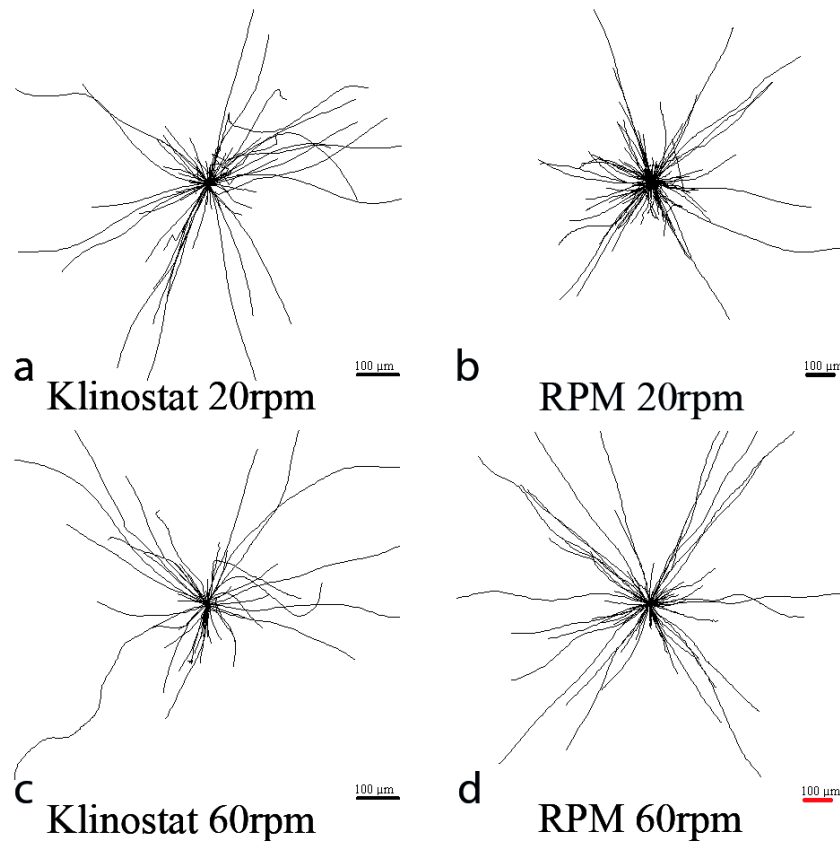 100 μm
a
Klinostat 20rpm
100 μm
b
RPM 20rpm
100 μm
c
Klinostat 60rpm
100 μm
d
RPM 60rpm